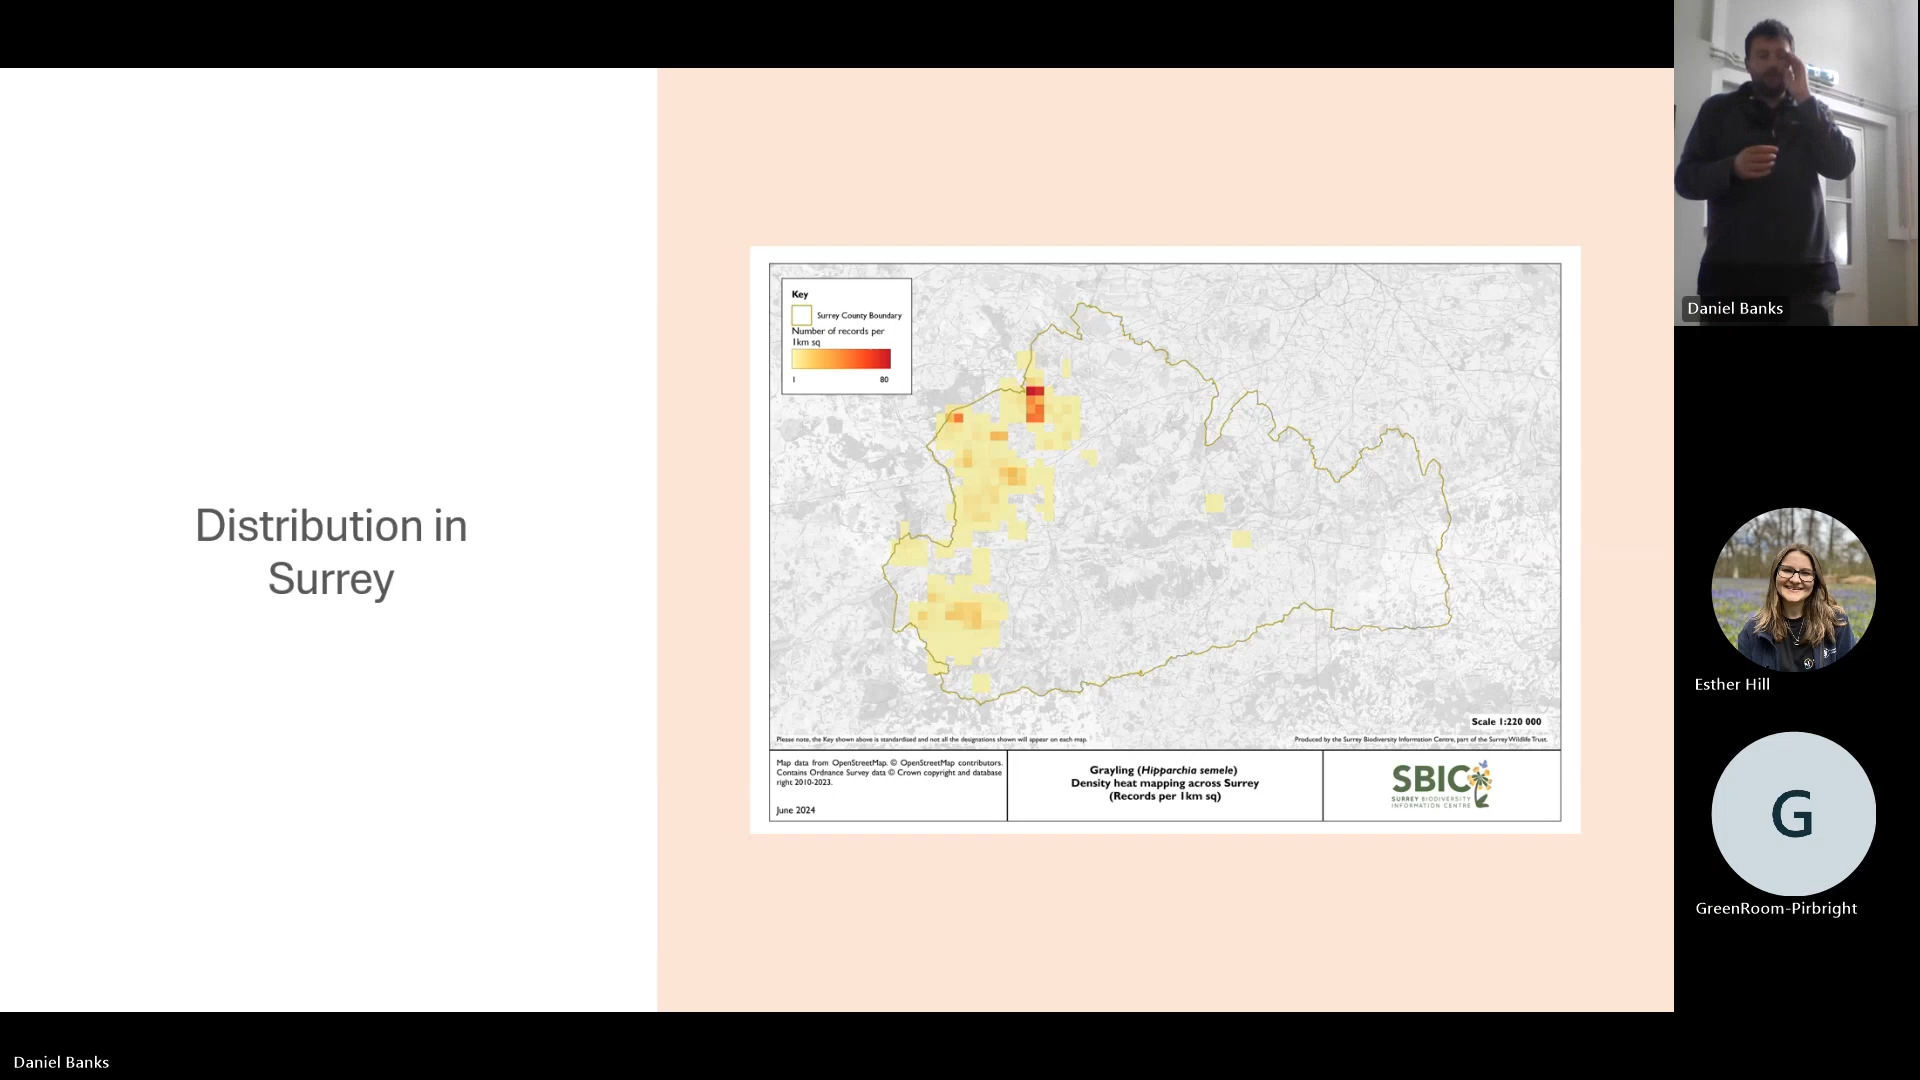 Distribution in
Surrey
Key
Surrey County Boundary
Number of records per
1km sq
1 80
Scale 1:220 000
Please note, the Key shown above is standardised and not all the designations shown will appear on each map.
Produced by the Surrey Biodiversity Information Centre, part of the Surrey Wildlife Trust.
Map data from OpenStreetMap. © OpenStreetMap contributors.
Contains Ordnance Survey data © Crown copyright and database
right 2010-2023.
June 2024
Grayling (Hipparchia semele)
Density heat mapping across Surrey
(Records per 1km sq)
SBIC
SURREY BIODIVERSITY
INFORMATION CENTRE
Daniel Banks
Esther Hill
G
GreenRoom-Pirbright
Daniel Banks